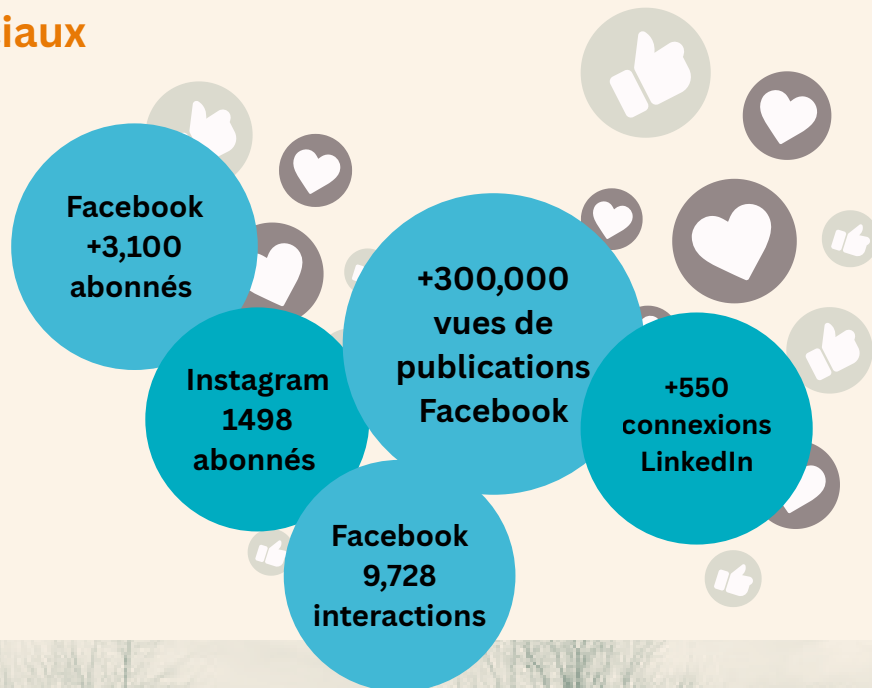 iaux
Facebook
+3,100
abonnés
Instagram
1498
abonnés
+300,000
vues de
publications
Facebook
+550
connexions
LinkedIn
Facebook
9,728
interactions